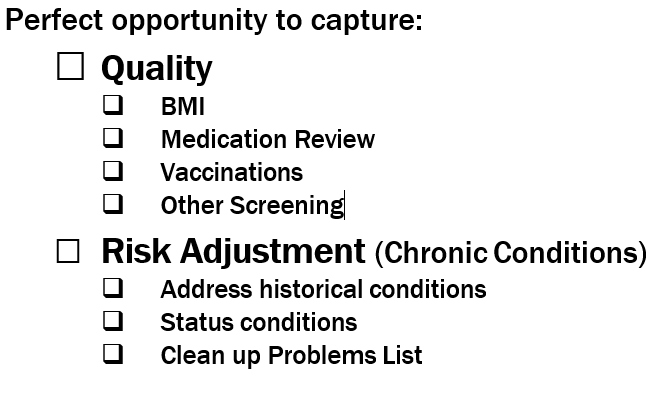 Perfect opportunity to capture:
Quality
BMI
Medication Review
Vaccinations
Other Screening
Risk Adjustment (Chronic Conditions)
Address historical conditions
Status conditions
Clean up Problems List